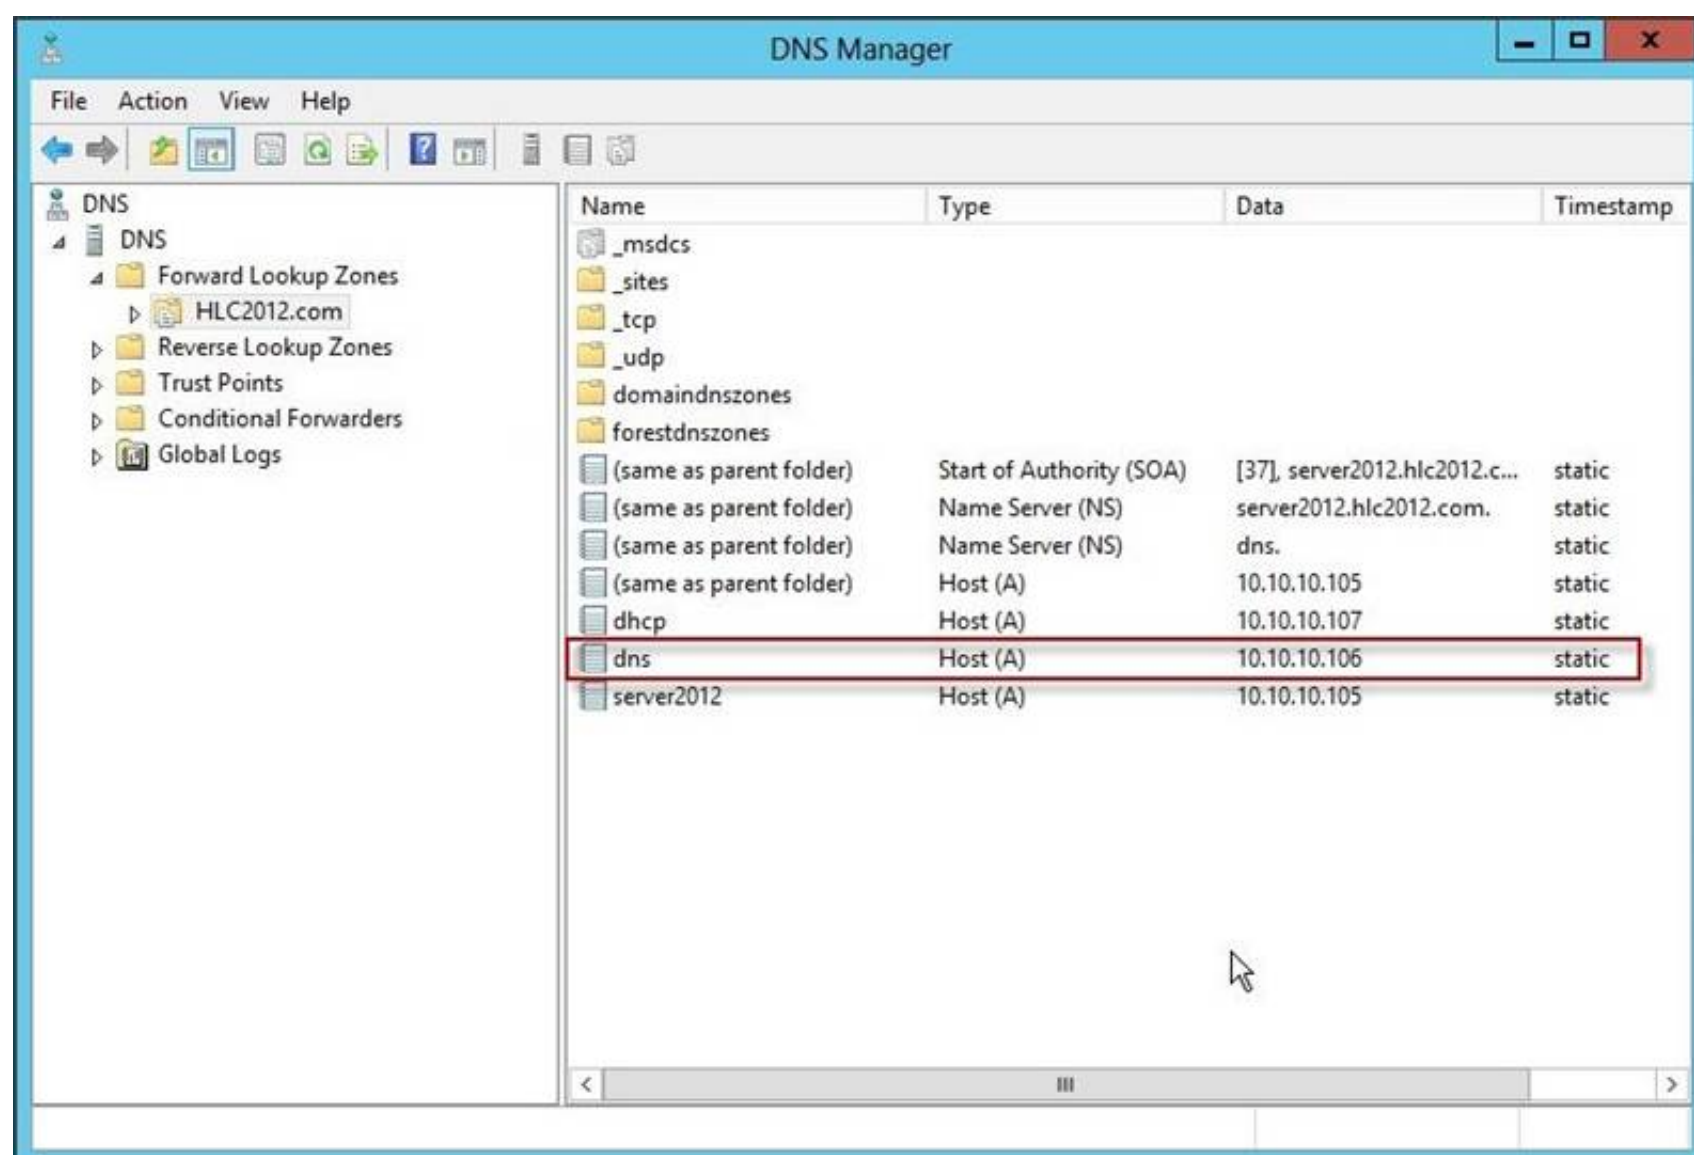 DNS Manager
File Action View Help
DNS
DNS
Forward Lookup Zones
HLC2012.com
Reverse Lookup Zones
Trust Points
Conditional Forwarders
Global Logs
Name Type Data Timestamp
_msdcs
_sites
_tcp
_udp
domaindnszones
forestdnszones
(same as parent folder) Start of Authority (SOA) [37], server2012.hlc2012.c... static
(same as parent folder) Name Server (NS) server2012.hlc2012.com. static
(same as parent folder) Name Server (NS) dns. static
(same as parent folder) Host (A) 10.10.10.105 static
dhcp Host (A) 10.10.10.107 static
dns Host (A) 10.10.10.106 static
server2012 Host (A) 10.10.10.105 static